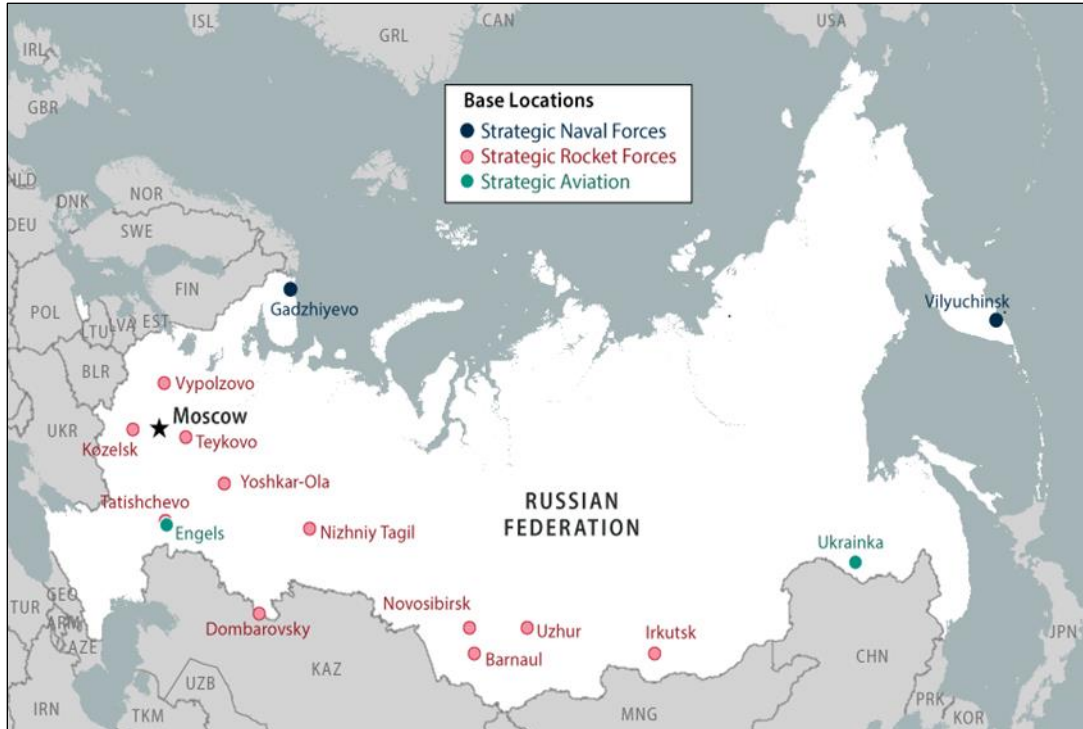 ISL
GRL
CAN
USA
IRL
GBR
Base Locations
Strategic Naval Forces
Strategic Rocket Forces
Strategic Aviation
NLD
DNK
NOR
DEU
SWE
FIN
Gadzhiyevo
Vilyuchinsk
POL
LTU
LVA
EST
BLR
Vypolzovo
Moscow
UKR
Kozelsk
Teykovo
Yoshkar-Ola
Tatishchevo
Engels
Nizhniy Tagil
RUSSIAN
FEDERATION
Ukrainka
GEO
TUR
ARM
AZE
Dombarovsky
Novosibirsk
Uzhur
Irkutsk
Barnaul
KAZ
CHN
JPN
UZB
IRN
TKM
MNG
PRK
KOR